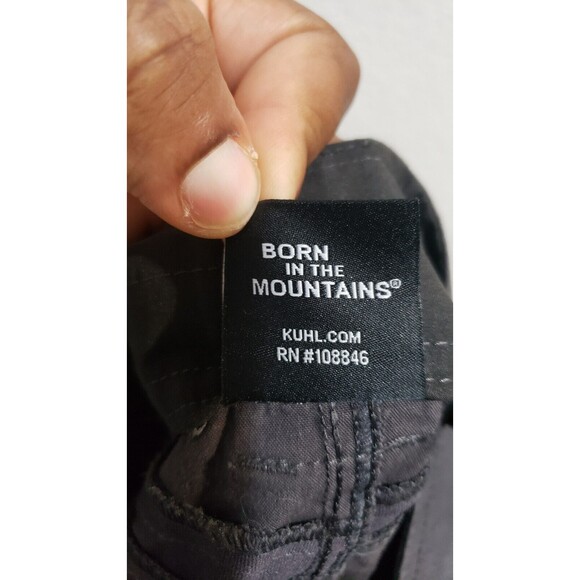 BORN
IN THE
MOUNTAINS®
KUHL.COM
RN #108846